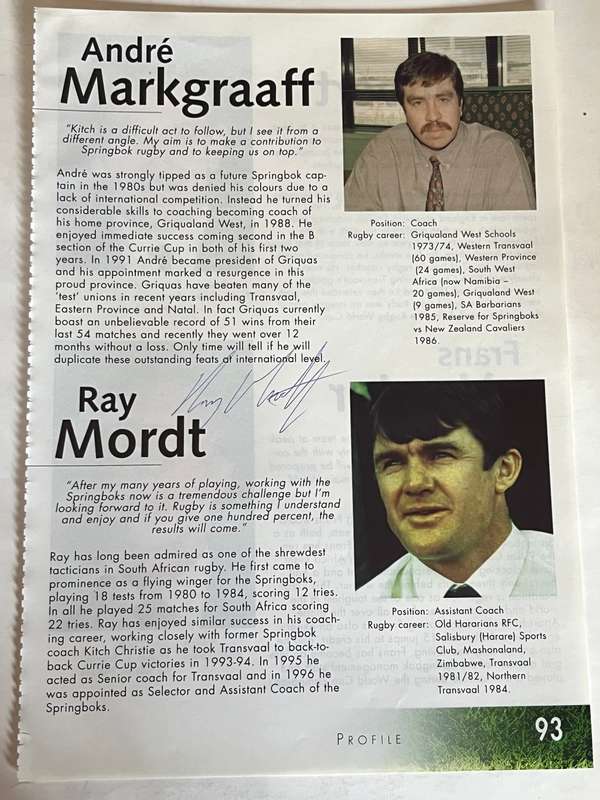 André
Markgraaff
"Kitch is a difficult act to follow, but I see it from a
different angle. My aim is to make a contribution to
Springbok rugby and to keeping us on top."
André was strongly tipped as a future Springbok cap-
tain in the 1980s but was denied his colours due to a
lack of international competition. Instead he turned his
considerable skills to coaching becoming coach of
his home province, Griqualand West, in 1988. He
enjoyed immediate success coming second in the B
section of the Currie Cup in both of his first two
years. In 1991 André became president of Griquas
and his appointment marked a resurgence in this
proud province. Griquas have beaten many of the
'test' unions in recent years including Transvaal,
Eastern Province and Natal. In fact Griquas currently
boast an unbelievable record of 51 wins from their
last 54 matches and recently they went over 12
months without a loss. Only time will tell if he will
duplicate these outstanding feats at international level.
Position: Coach
Rugby career: Griqualand West Schools
1973/74, Western Transvaal
(60 games), Western Province
(24 games), South West
Africa (now Namibia –
20 games), Griqualand West
(9 games), SA Barbarians
1985, Reserve for Springboks
vs New Zealand Cavaliers
1986.
Ray Mordt
Ray
Mordt
"After my many years of playing, working with the
Springboks now is a tremendous challenge but I'm
looking forward to it. Rugby is something I understand
and enjoy and if you give one hundred percent, the
results will come."
Ray has long been admired as one of the shrewdest
tacticians in South African rugby. He first came to
prominence as a flying winger for the Springboks,
playing 18 tests from 1980 to 1984, scoring 12 tries.
In all he played 25 matches for South Africa scoring
22 tries. Ray has enjoyed similar success in his coach-
ing career, working closely with former Springbok
coach Kitch Christie as he took Transvaal to back-to-
back Currie Cup victories in 1993-94. In 1995 he
acted as Senior coach for Transvaal and in 1996 he
was appointed as Selector and Assistant Coach of the
Springboks.
Position: Assistant Coach
Rugby career: Old Hararians RFC,
Salisbury (Harare) Sports
Club, Mashonaland,
Zimbabwe, Transvaal
1981/82, Northern
Transvaal 1984.
PROFILE
93